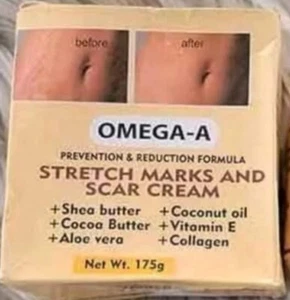 before after
OMEGA-A
PREVENTION & REDUCTION FORMULA
STRETCH MARKS AND
SCAR CREAM
+Shea butter +Coconut oil
+Cocoa Butter +Vitamin E
+Aloe vera +Collagen
Net Wt. 175g